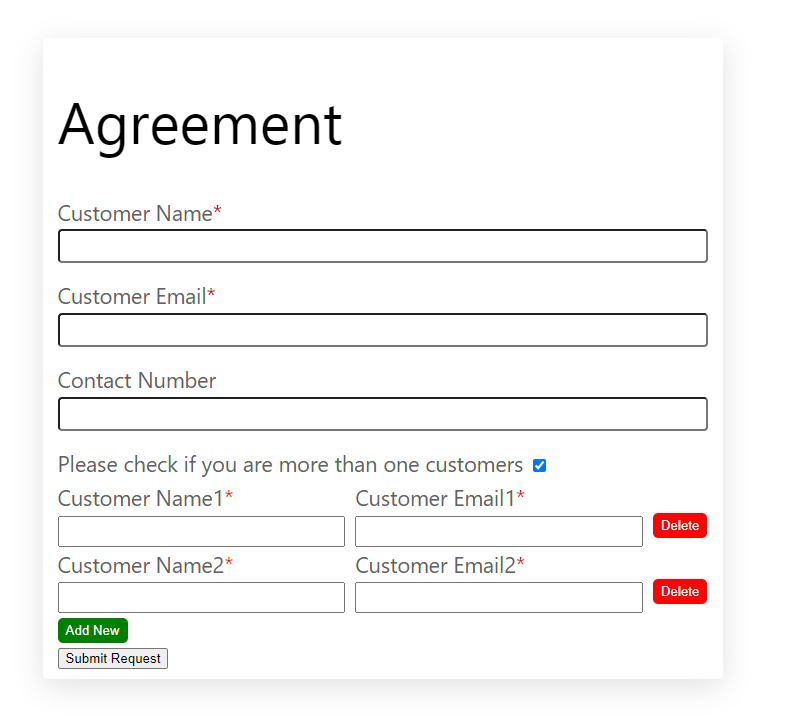 Agreement
Customer Name*
Customer Email*
Contact Number
Please check if you are more than one customers
Customer Name1* Customer Email1*
Delete
Customer Name2* Customer Email2*
Delete
Add New
Submit Request